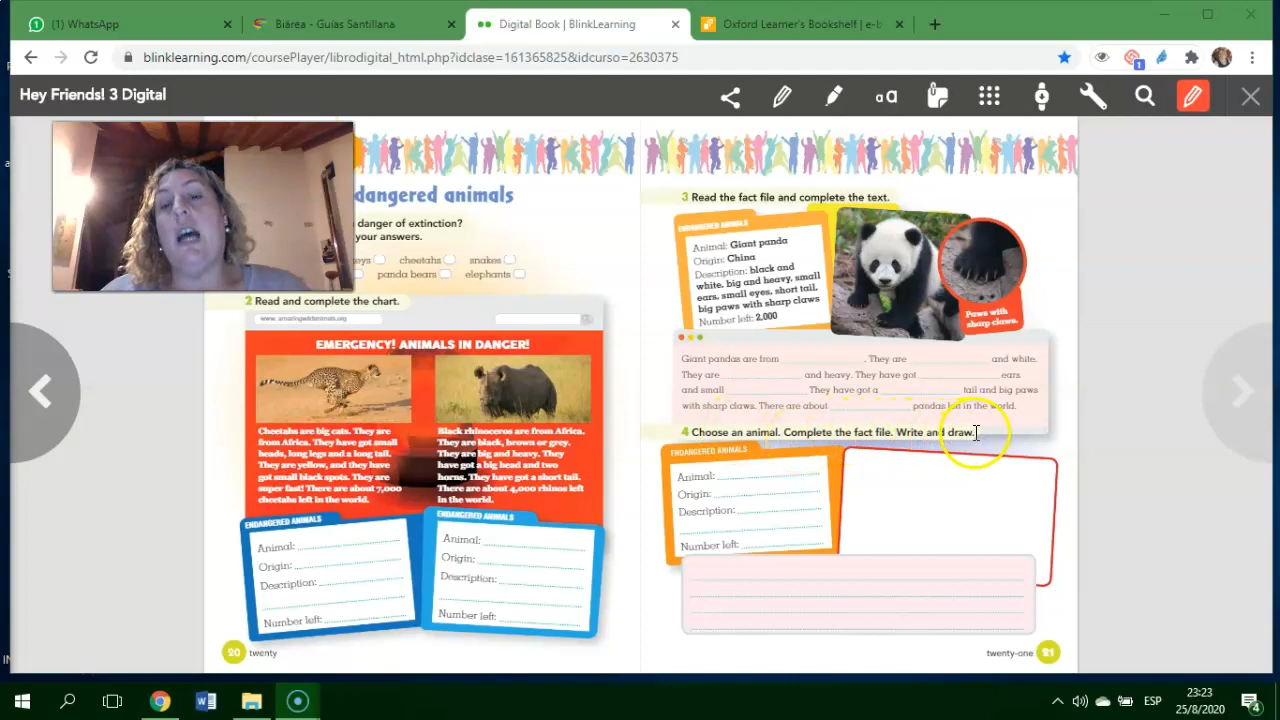 (1) WhatsApp
Biárea - Guías Santillana
Digital Book | BlinkLearning
Oxford Learner's Bookshelf | e-b
blinklearning.com/coursePlayer/librodigital_html.php?idclase=161365825&idcurso=2630375
1
Hey Friends! 3 Digital
aA
dangered animals
danger of extinction?
your answers.
eys cheetahs snakes
panda bears elephants
2 Read and complete the chart.
www. amazingwildanimals.org
EMERGENCY! ANIMALS IN DANGER!
Cheetahs are big cats. They are
from Africa. They have got small
heads, long legs and a long tail.
They are yellow, and they have
got small black spots. They are
super fast! There are about 7,000
cheetahs left in the world.
Black rhinoceros are from Africa.
They are black, brown or grey.
They are big and heavy. They
have got a big head and two
horns. They have got a short tail.
There are about 4,000 rhinos left
in the world.
ENDANGERED ANIMALS
Animal:
Origin:
Description:
Number left:
ENDANGERED ANIMALS
Animal:
Origin:
Description:
Number left:
20 twenty
3 Read the fact file and complete the text.
ENDANGERED ANIMALS
Animal: Giant panda
Origin: China
Description: black and
white, big and heavy, small
ears, small eyes, short tail,
big paws with sharp claws
Number left: 2,000
Paws with
sharp claws.
Giant pandas are from . They are and white.
They are and heavy. They have got ears
and small . They have got a tail and big paws
with sharp claws. There are about pandas left in the world.
4 Choose an animal. Complete the fact file. Write and draw.
ENDANGERED ANIMALS
Animal:
Origin:
Description:
Number left:
twenty-one 21
ESP
23:23
25/8/2020
4